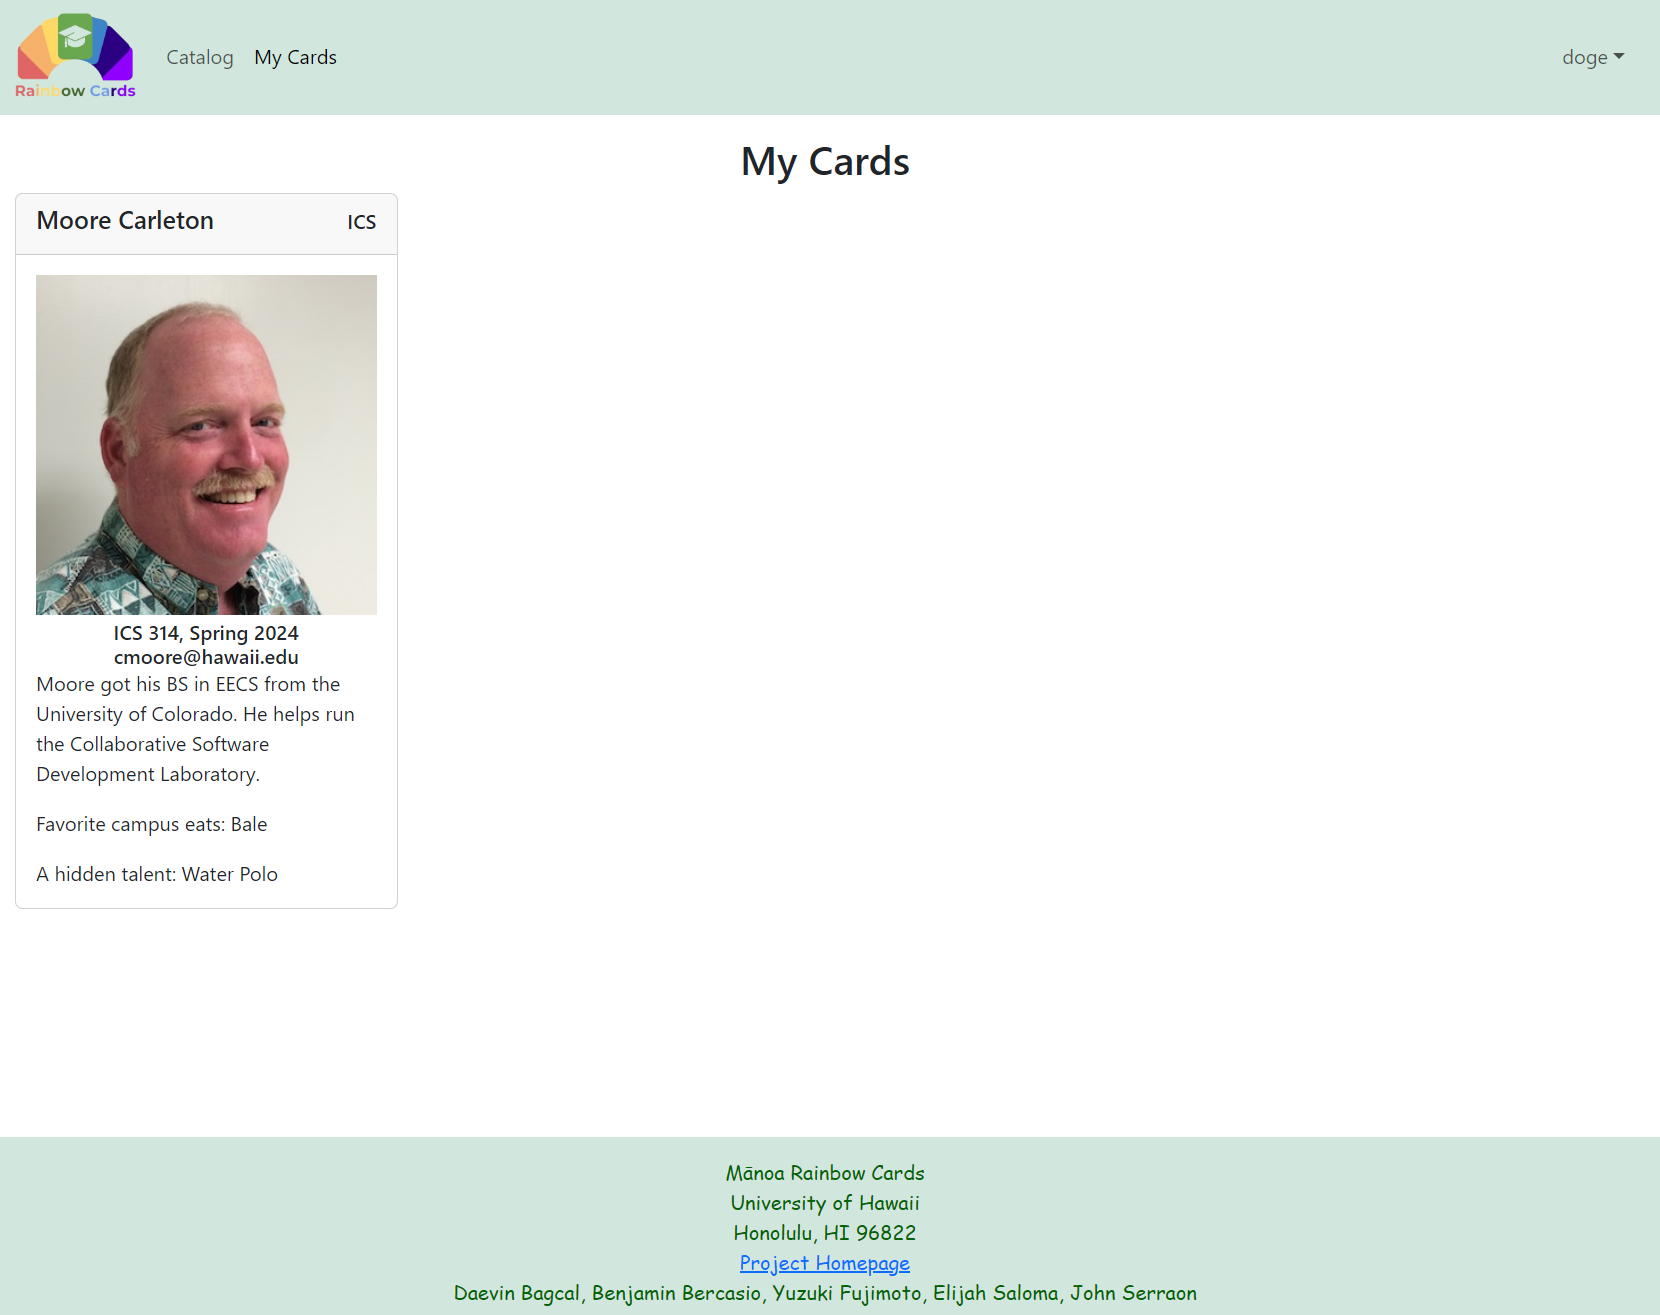 Rainbow Cards
Catalog
My Cards
doge
My Cards
Moore Carleton
ICS
ICS 314, Spring 2024
cmoore@hawaii.edu
Moore got his BS in EECS from the
University of Colorado. He helps run
the Collaborative Software
Development Laboratory.
Favorite campus eats: Bale
A hidden talent: Water Polo
Mānoa Rainbow Cards
University of Hawaii
Honolulu, HI 96822
Project Homepage
Daevin Bagcal, Benjamin Bercasio, Yuzuki Fujimoto, Elijah Saloma, John Serraon